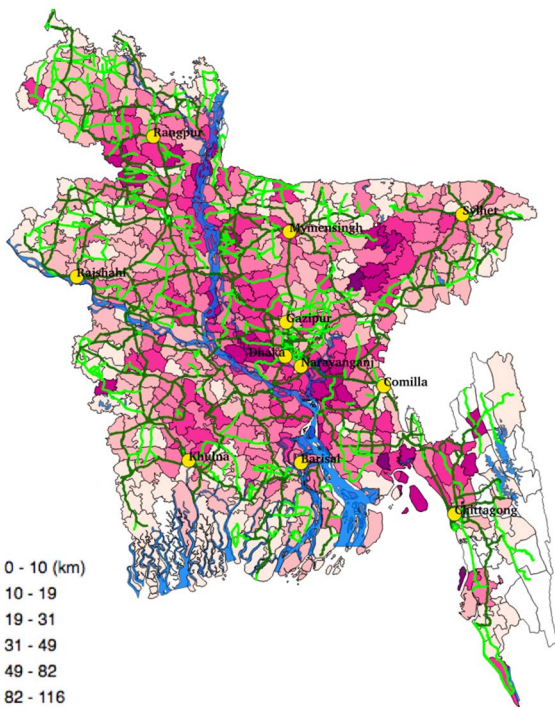 Rangpur
Sylhet
Mymensingh
Rajshahi
Gazipur
Dhaka
Narayanganj
Comilla
Khulna
Barisal
Chittagong
0 - 10 (km)
10 - 19
19 - 31
31 - 49
49 - 82
82 - 116